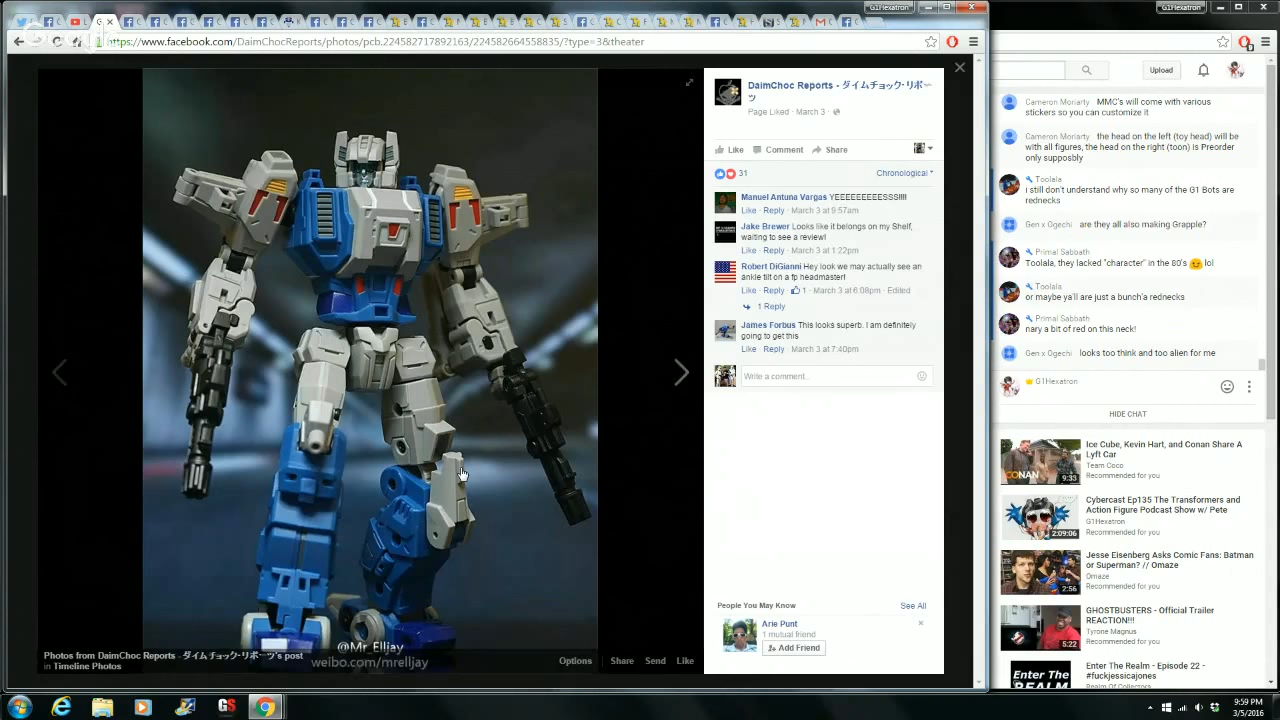 G1Hexatron
G1Hexatron
https://www.facebook.com/DaimChocReports/photos/pcb.224582717892163/224582664558835/?type=3&theater
DaimChoc Reports - ダイムチョック・リポーツ
Page Liked · March 3 ·
Like Comment Share
31
Chronological
Manuel Antuna Vargas YEEEEEEEEESSS!!!!
Like · Reply · March 3 at 9:57am
Jake Brewer Looks like it belongs on my Shelf,
waiting to see a review!
Like · Reply · March 3 at 1:22pm
Robert DiGianni Hey look we may actually see an
ankle tilt on a fp headmaster!
Like · Reply · 1 · March 3 at 6:08pm · Edited
1 Reply
James Forbus This looks superb. I am definitely
going to get this
Like · Reply · March 3 at 7:40pm
Write a comment...
People You May Know
See All
Arie Punt
1 mutual friend
Add Friend
@Mr_Elljay
weibo.com/mrelljay
Photos from DaimChoc Reports - ダイムチョック・リポーツ's post
in Timeline Photos
Options Share Send Like
Upload
Cameron Moriarty MMC's will come with various
stickers so you can customize it
Cameron Moriarty the head on the left (toy head) will be
with all figures, the head on the right (toon) is Preorder
only supposbly
Toolala
i still don't understand why so many of the G1 Bots are
rednecks
Gen x Ogechi are they all also making Grapple?
Primal Sabbath
Toolala, they lacked "character" in the 80's lol
Toolala
or maybe ya'll are just a bunch'a rednecks
Primal Sabbath
nary a bit of red on this neck!
Gen x Ogechi looks too think and too alien for me
G1Hexatron
HIDE CHAT
Ice Cube, Kevin Hart, and Conan Share A
Lyft Car
Team Coco
Recommended for you
CONAN
9:33
Cybercast Ep135 The Transformers and
Action Figure Podcast Show w/ Pete
G1Hexatron
Recommended for you
2:09:06
Jesse Eisenberg Asks Comic Fans: Batman
or Superman? // Omaze
Omaze
Recommended for you
2:56
GHOSTBUSTERS - Official Trailer
REACTION!!!
Tyrone Magnus
Recommended for you
5:22
Enter The Realm - Episode 22 -
#fuckjessicajones
Realm Of Collectors
Enter The
REALM
9:59 PM
3/5/2016